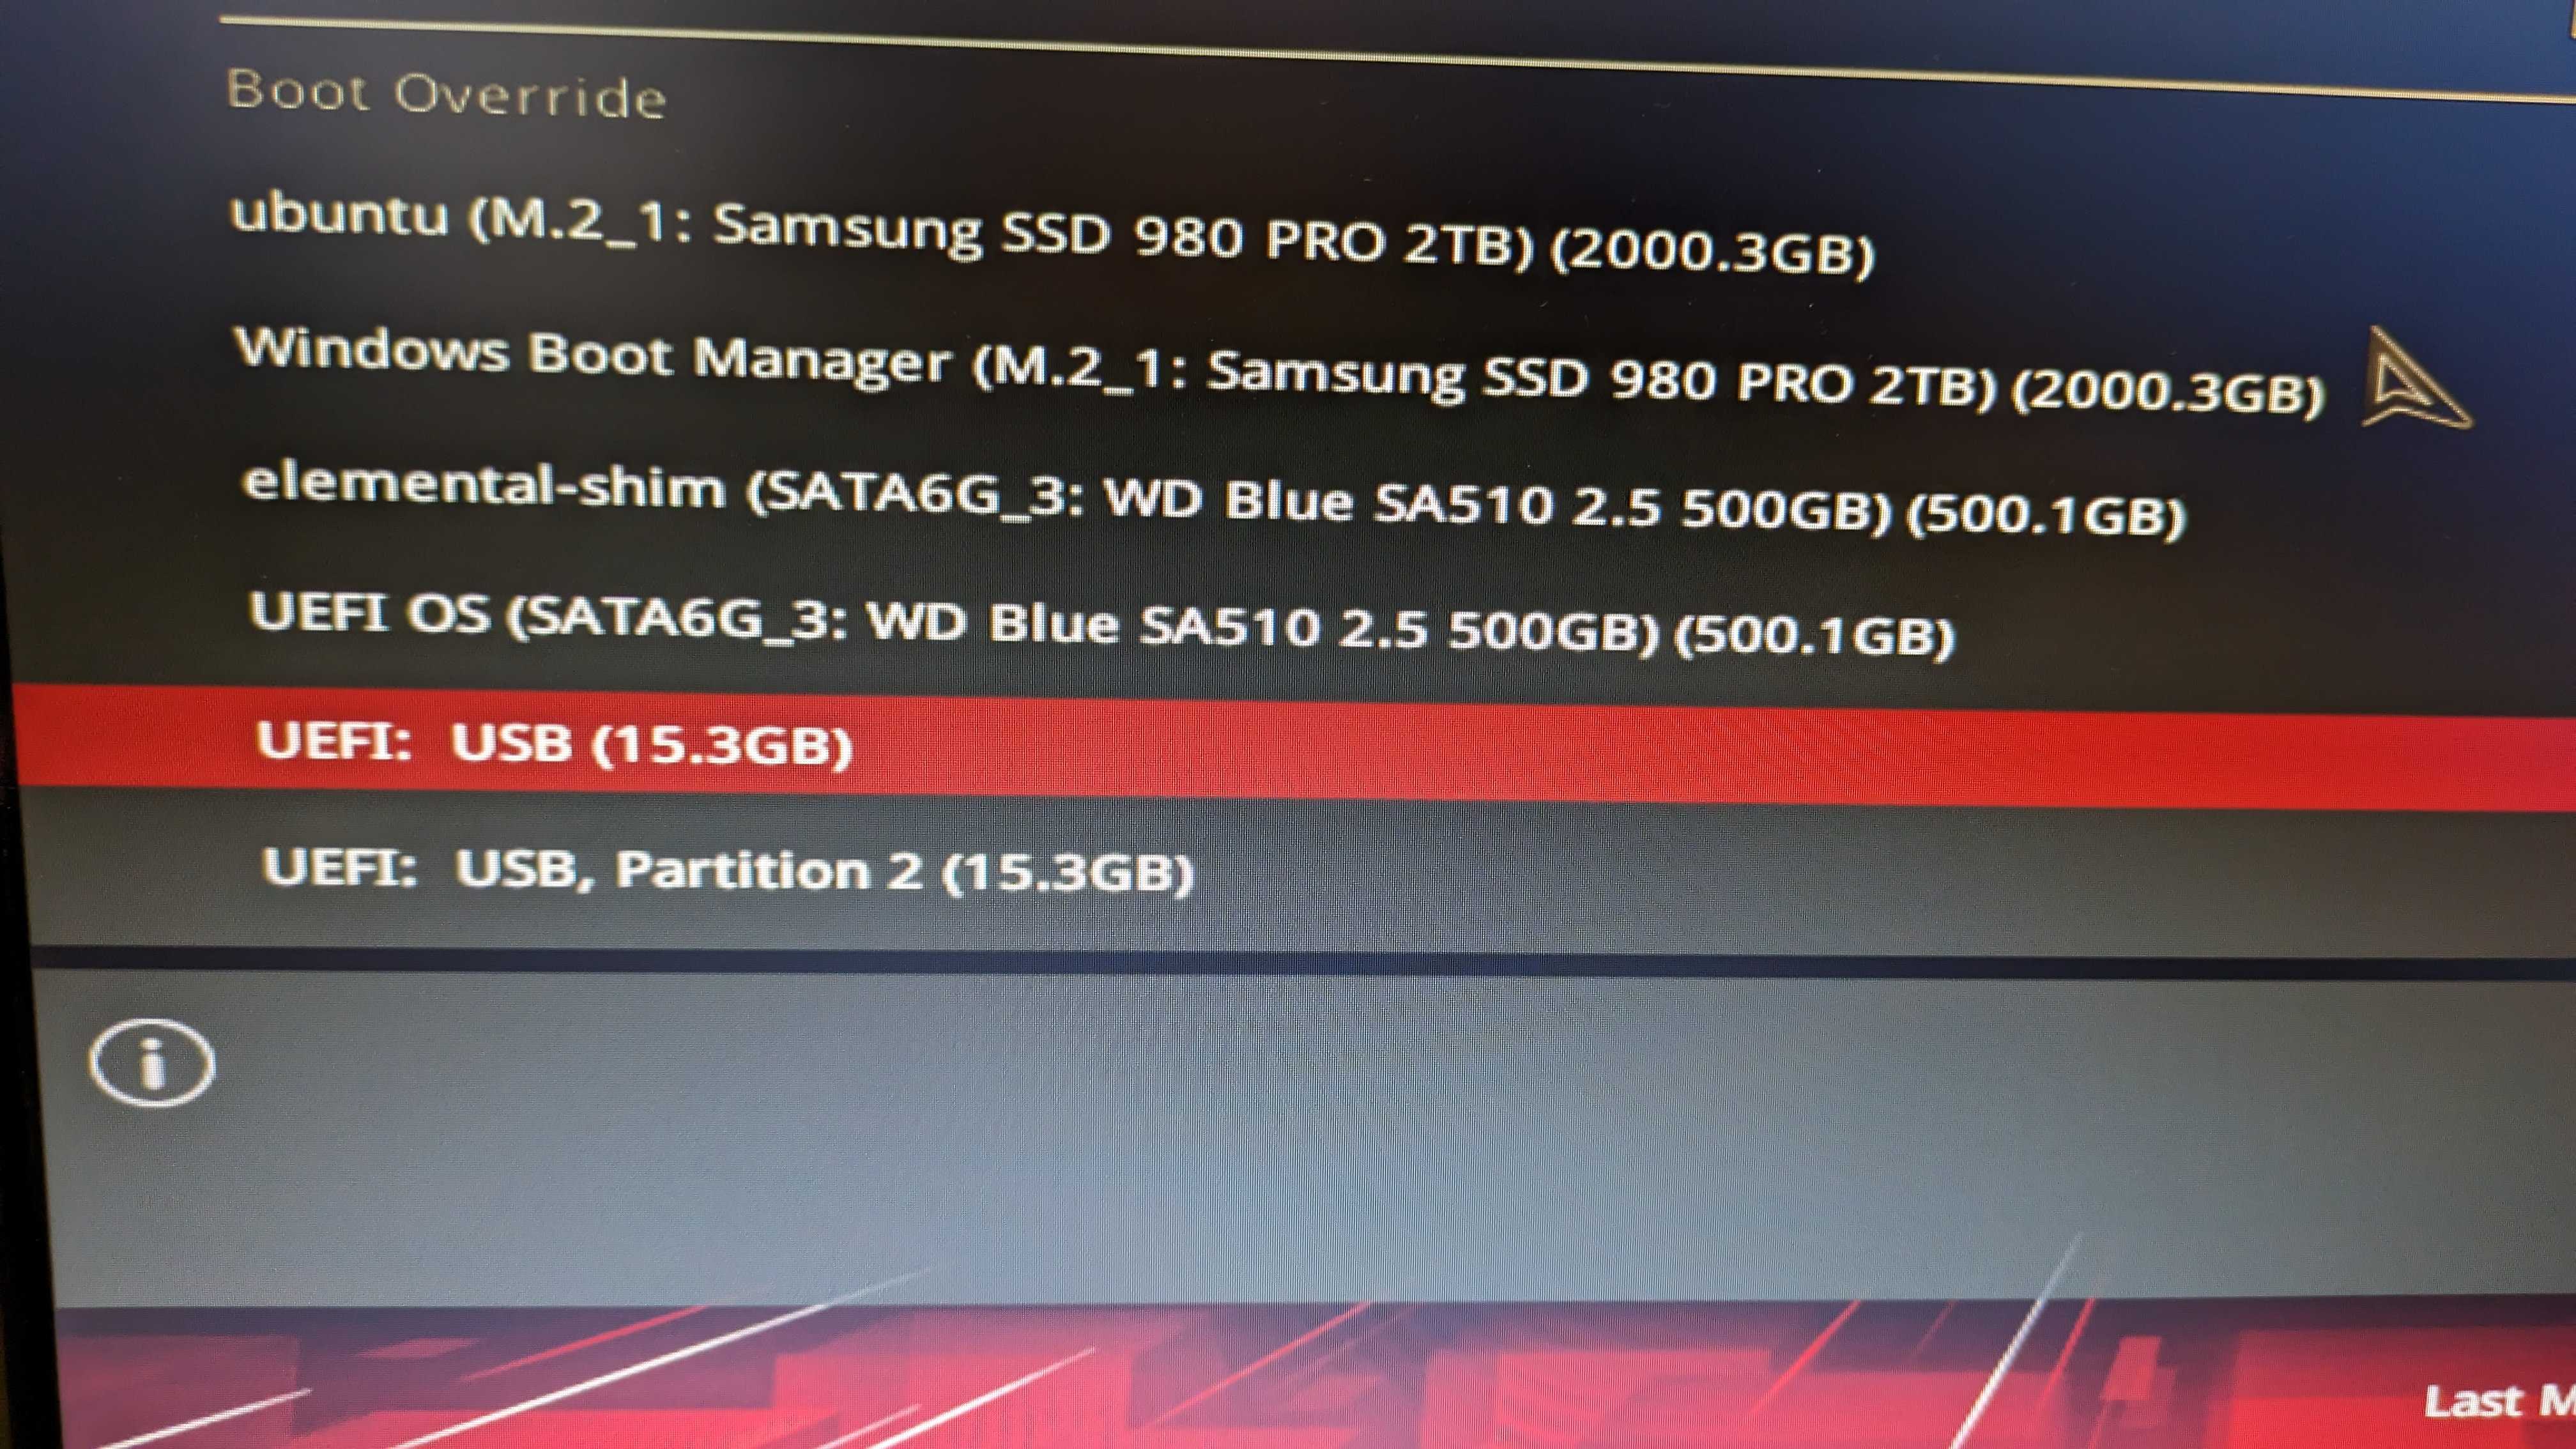 Boot Override
ubuntu (M.2_1: Samsung SSD 980 PRO 2TB) (2000.3GB)
Windows Boot Manager (M.2_1: Samsung SSD 980 PRO 2TB) (2000.3GB)
elemental-shim (SATA6G_3: WD Blue SA510 2.5 500GB) (500.1GB)
UEFI OS (SATA6G_3: WD Blue SA510 2.5 500GB) (500.1GB)
UEFI: USB (15.3GB)
UEFI: USB, Partition 2 (15.3GB)
Last M